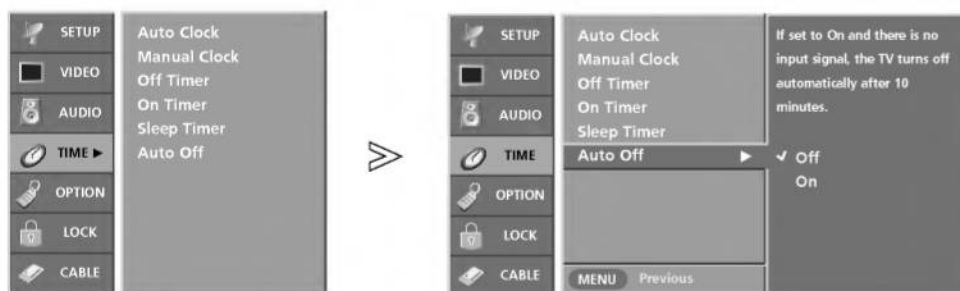 SETUP
VIDEO
AUDIO
TIME
OPTION
LOCK
CABLE
Auto Clock
Manual Clock
Off Timer
On Timer
Sleep Timer
Auto Off
SETUP
VIDEO
AUDIO
TIME
OPTION
LOCK
CABLE
Auto Clock
Manual Clock
Off Timer
On Timer
Sleep Timer
Auto Off
MENU Previous
If set to On and there is no
input signal, the TV turns off
automatically after 10
minutes.
Off
On